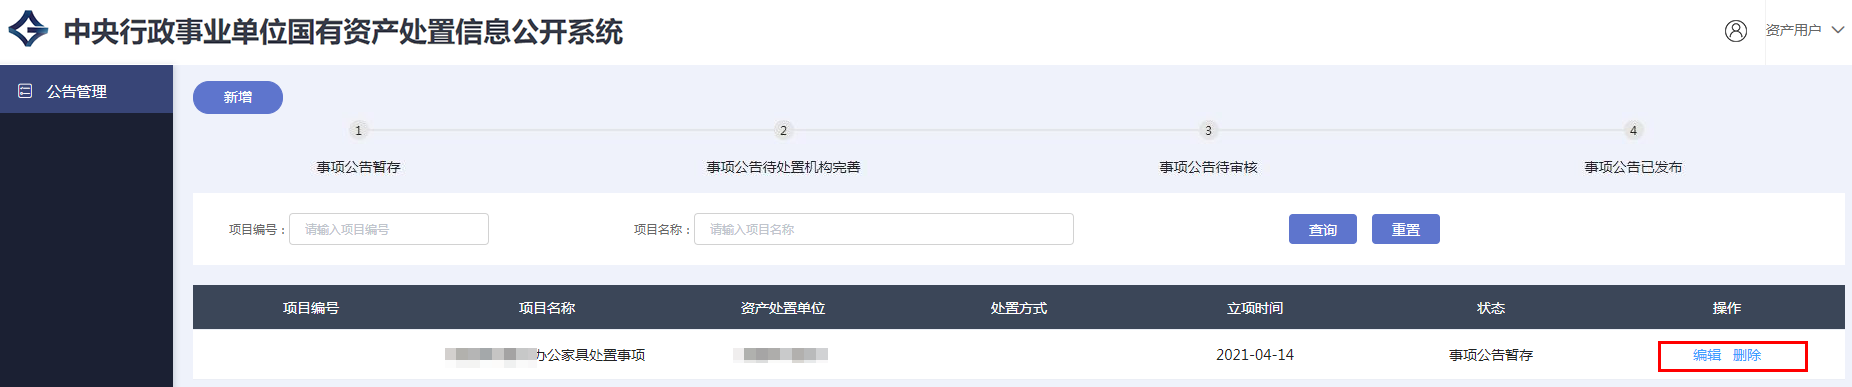 中央行政事业单位国有资产处置信息公开系统
资产用户
公告管理
新增
1 2 3 4
事项公告暂存 事项公告待处置机构完善 事项公告待审核 事项公告已发布
项目编号： 请输入项目编号 项目名称： 请输入项目名称 查询 重置
项目编号 项目名称 资产处置单位 处置方式 立项时间 状态 操作
办公家具处置事项 2021-04-14 事项公告暂存 编辑 删除